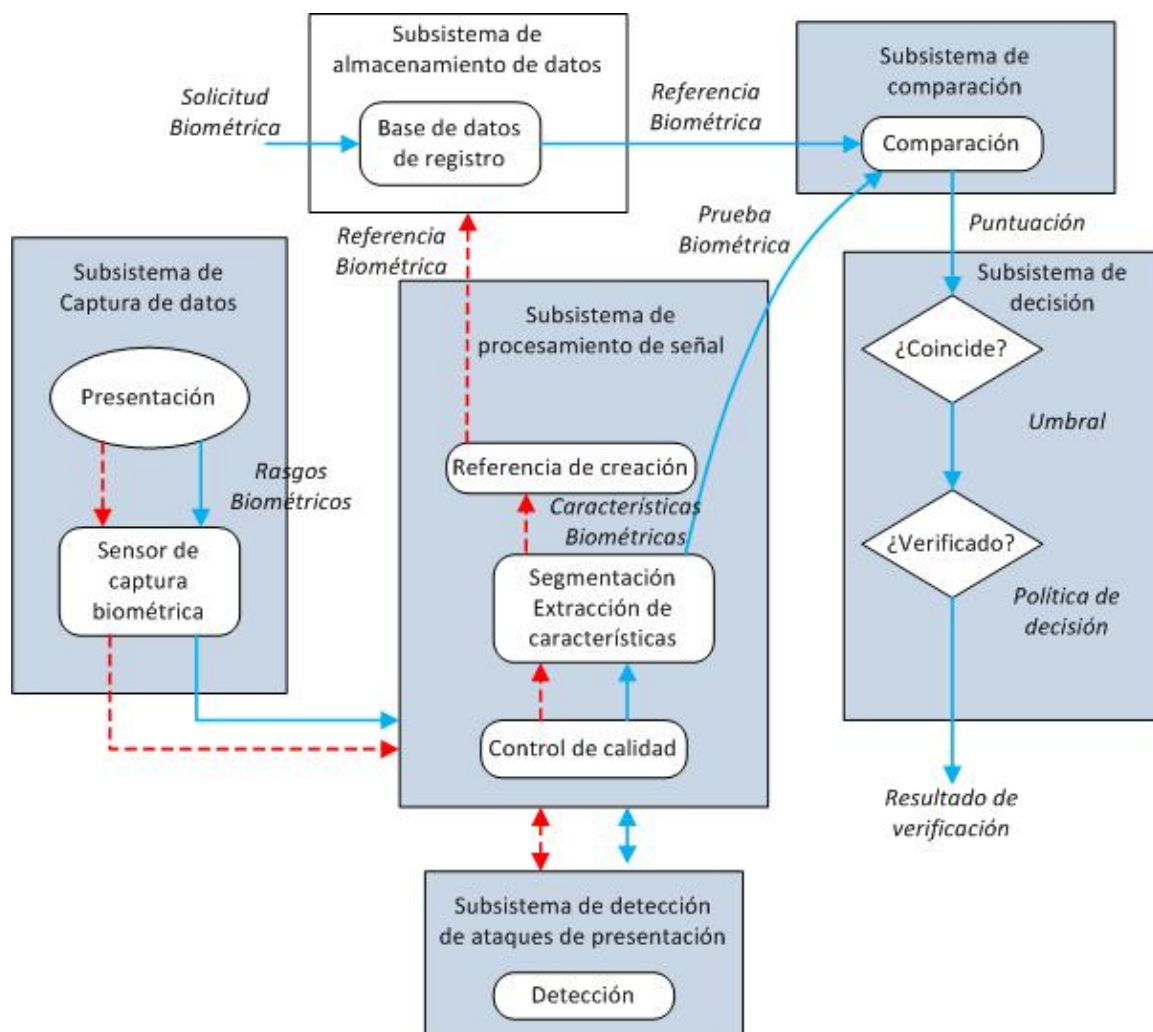 Subsistema de
almacenamiento de datos
Solicitud
Biométrica
Base de datos
de registro
Referencia
Biométrica
Subsistema de
comparación
Comparación
Referencia
Biométrica
Prueba
Biométrica
Puntuación
Subsistema de
Captura de datos
Presentación
Rasgos
Biométricos
Sensor de
captura
biométrica
Subsistema de
procesamiento de señal
Referencia de creación
Características
Biométricas
Segmentación
Extracción de
características
Control de calidad
Subsistema de
decisión
¿Coincide?
Umbral
¿Verificado?
Política de
decisión
Resultado de
verificación
Subsistema de detección
de ataques de presentación
Detección